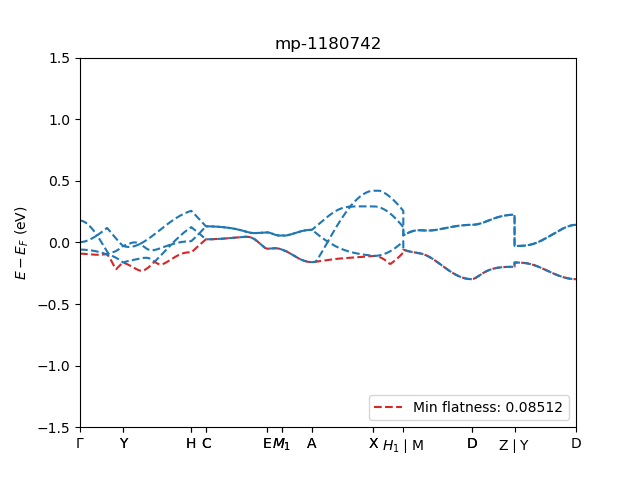 mp-1180742
E − E_F (eV)
1.5
1.0
0.5
0.0
−0.5
−1.0
−1.5
Min flatness: 0.08512
Γ Y H C E M₁ A X H₁ | M D Z | Y D